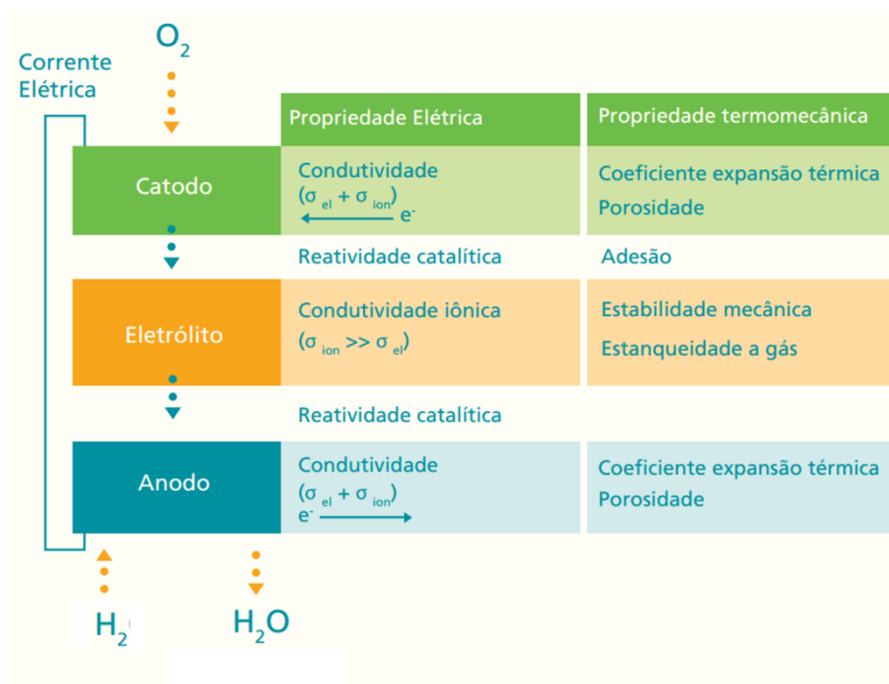 O₂
Corrente
Elétrica
Propriedade Elétrica
Propriedade termomecânica
Catodo
Condutividade
(σ el + σ ion)
e-
Coeficiente expansão térmica
Porosidade
Reatividade catalítica
Adesão
Eletrólito
Condutividade iônica
(σ ion >> σ el)
Estabilidade mecânica
Estanqueidade a gás
Reatividade catalítica
Anodo
Condutividade
(σ el + σ ion)
e-
Coeficiente expansão térmica
Porosidade
H₂
H₂O